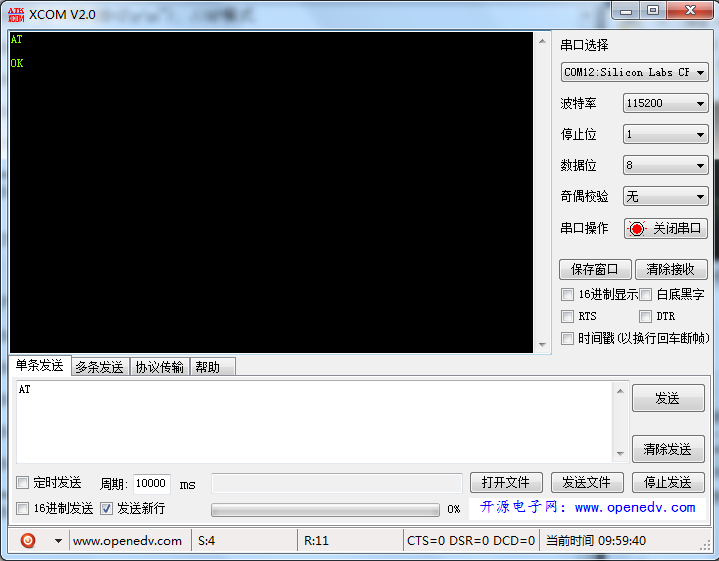 XCOM V2.0
AT
OK
串口选择
COM12:Silicon Labs CP
波特率 115200
停止位 1
数据位 8
奇偶校验 无
串口操作 关闭串口
保存窗口 清除接收
16进制显示 白底黑字
RTS DTR
时间戳(以换行回车断帧)
单条发送 多条发送 协议传输 帮助
AT
发送
清除发送
定时发送 周期: 10000 ms 打开文件 发送文件 停止发送
16进制发送 发送新行 0% 开源电子网: www.openedv.com
www.openedv.com S:4 R:11 CTS=0 DSR=0 DCD=0 当前时间 09:59:40